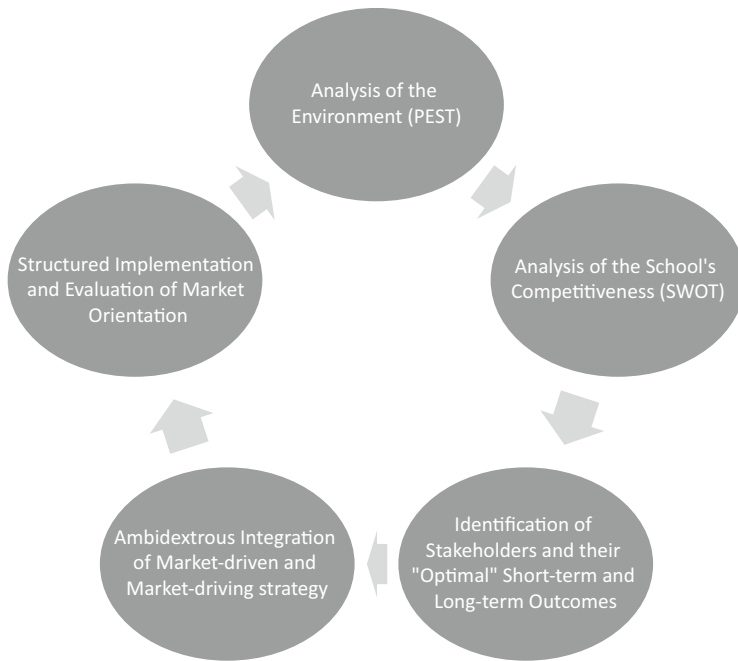 Analysis of the
Environment (PEST)
Analysis of the School's
Competitiveness (SWOT)
Identification of
Stakeholders and their
"Optimal" Short-term and
Long-term Outcomes
Ambidextrous Integration
of Market-driven and
Market-driving strategy
Structured Implementation
and Evaluation of Market
Orientation